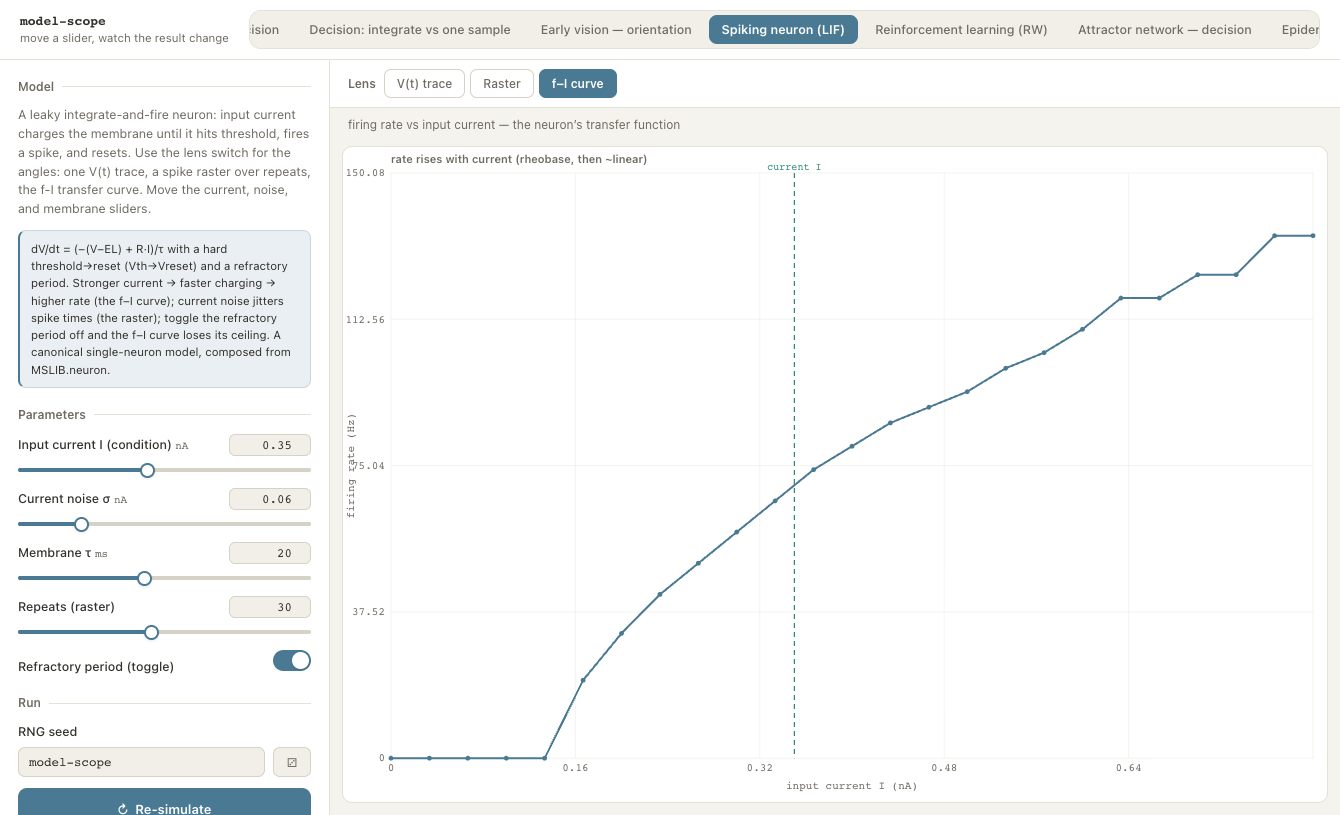 model-scope
move a slider, watch the result change
ision
Decision: integrate vs one sample
Early vision — orientation
Spiking neuron (LIF)
Reinforcement learning (RW)
Attractor network — decision
Epider
Model
A leaky integrate-and-fire neuron: input current
charges the membrane until it hits threshold, fires
a spike, and resets. Use the lens switch for the
angles: one V(t) trace, a spike raster over repeats,
the f-I transfer curve. Move the current, noise,
and membrane sliders.
dV/dt = (−(V−EL) + R·I)/τ with a hard
threshold→reset (Vth→Vreset) and a refractory
period. Stronger current → faster charging →
higher rate (the f–I curve); current noise jitters
spike times (the raster); toggle the refractory
period off and the f–I curve loses its ceiling. A
canonical single-neuron model, composed from
MSLIB.neuron.
Parameters
Input current I (condition) nA
0.35
Current noise σ nA
0.06
Membrane τ ms
20
Repeats (raster)
30
Refractory period (toggle)
Run
RNG seed
model-scope
↻ Re-simulate
Lens
V(t) trace
Raster
f–I curve
firing rate vs input current — the neuron's transfer function
rate rises with current (rheobase, then ~linear)
current I
150.08
112.56
75.04
37.52
0
firing rate (Hz)
0
0.16
0.32
0.48
0.64
input current I (nA)